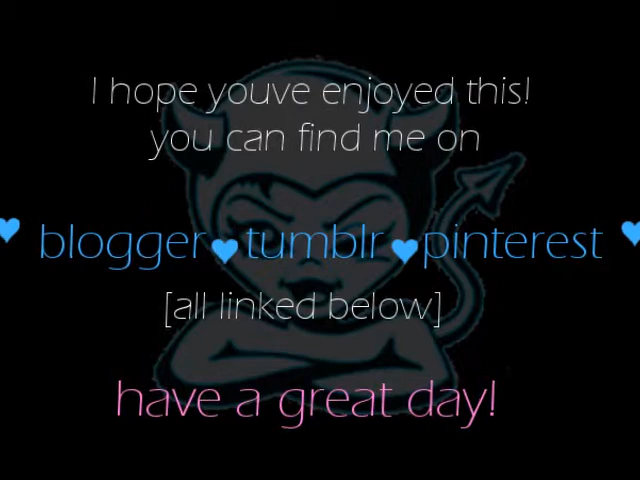 I hope youve enjoyed this!
you can find me on
♥ blogger ♥ tumblr ♥ pinterest ♥
[all linked below]
have a great day!